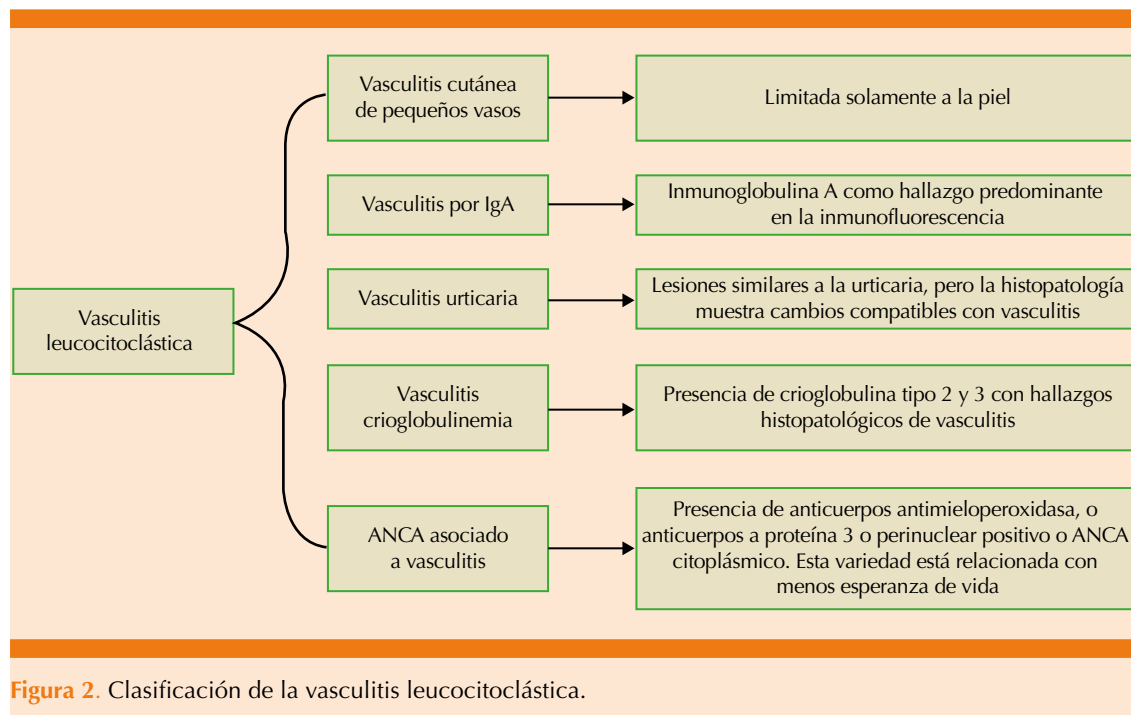 Vasculitis
leucocitoclástica
Vasculitis cutánea
de pequeños vasos
Limitada solamente a la piel
Vasculitis por IgA
Inmunoglobulina A como hallazgo predominante
en la inmunofluorescencia
Vasculitis urticaria
Lesiones similares a la urticaria, pero la histopatología
muestra cambios compatibles con vasculitis
Vasculitis
crioglobulinemia
Presencia de crioglobulina tipo 2 y 3 con hallazgos
histopatológicos de vasculitis
ANCA asociado
a vasculitis
Presencia de anticuerpos antimieloperoxidasa, o
anticuerpos a proteína 3 o perinuclear positivo o ANCA
citoplásmico. Esta variedad está relacionada con
menos esperanza de vida
Figura 2. Clasificación de la vasculitis leucocitoclástica.